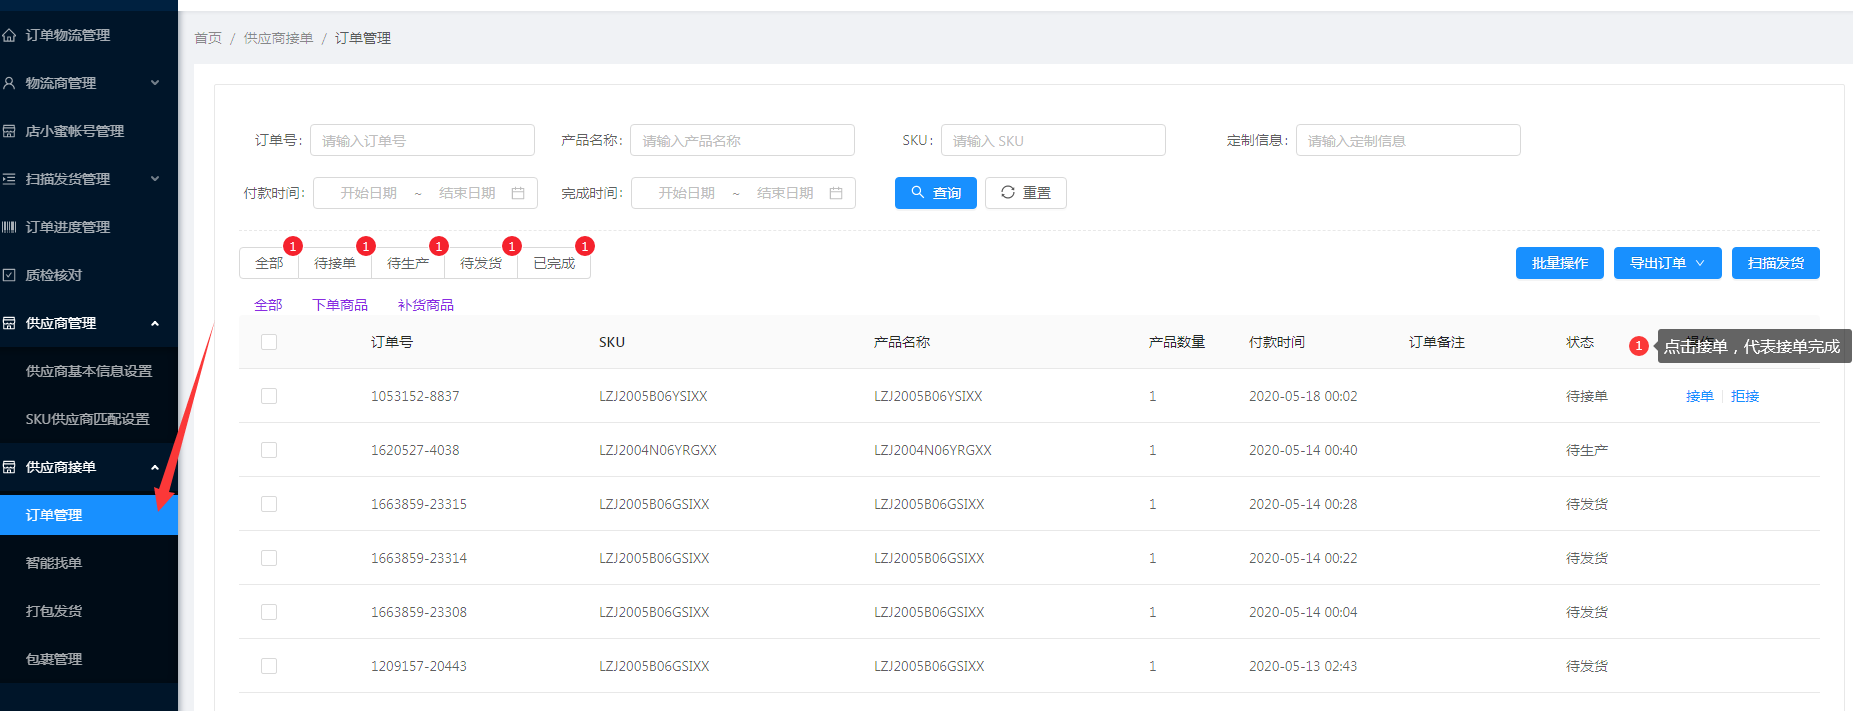 订单物流管理
物流商管理
店小蜜帐号管理
扫描发货管理
订单进度管理
质检核对
供应商管理
供应商基本信息设置
SKU供应商匹配设置
供应商接单
订单管理
智能找单
打包发货
包裹管理
首页 / 供应商接单 / 订单管理
订单号: 请输入订单号 产品名称: 请输入产品名称 SKU: 请输入 SKU 定制信息: 请输入定制信息
付款时间: 开始日期 ~ 结束日期 完成时间: 开始日期 ~ 结束日期 查询 重置
全部 1 待接单 1 待生产 1 待发货 1 已完成 1 批量操作 导出订单 扫描发货
全部 下单商品 补货商品
订单号 SKU 产品名称 产品数量 付款时间 订单备注 状态 1 点击接单，代表接单完成
1053152-8837 LZJ2005B06YSIXX LZJ2005B06YSIXX 1 2020-05-18 00:02 待接单 接单 拒接
1620527-4038 LZJ2004N06YRGXX LZJ2004N06YRGXX 1 2020-05-14 00:40 待生产
1663859-23315 LZJ2005B06GSIXX LZJ2005B06GSIXX 1 2020-05-14 00:28 待发货
1663859-23314 LZJ2005B06GSIXX LZJ2005B06GSIXX 1 2020-05-14 00:22 待发货
1663859-23308 LZJ2005B06GSIXX LZJ2005B06GSIXX 1 2020-05-14 00:04 待发货
1209157-20443 LZJ2005B06GSIXX LZJ2005B06GSIXX 1 2020-05-13 02:43 待发货